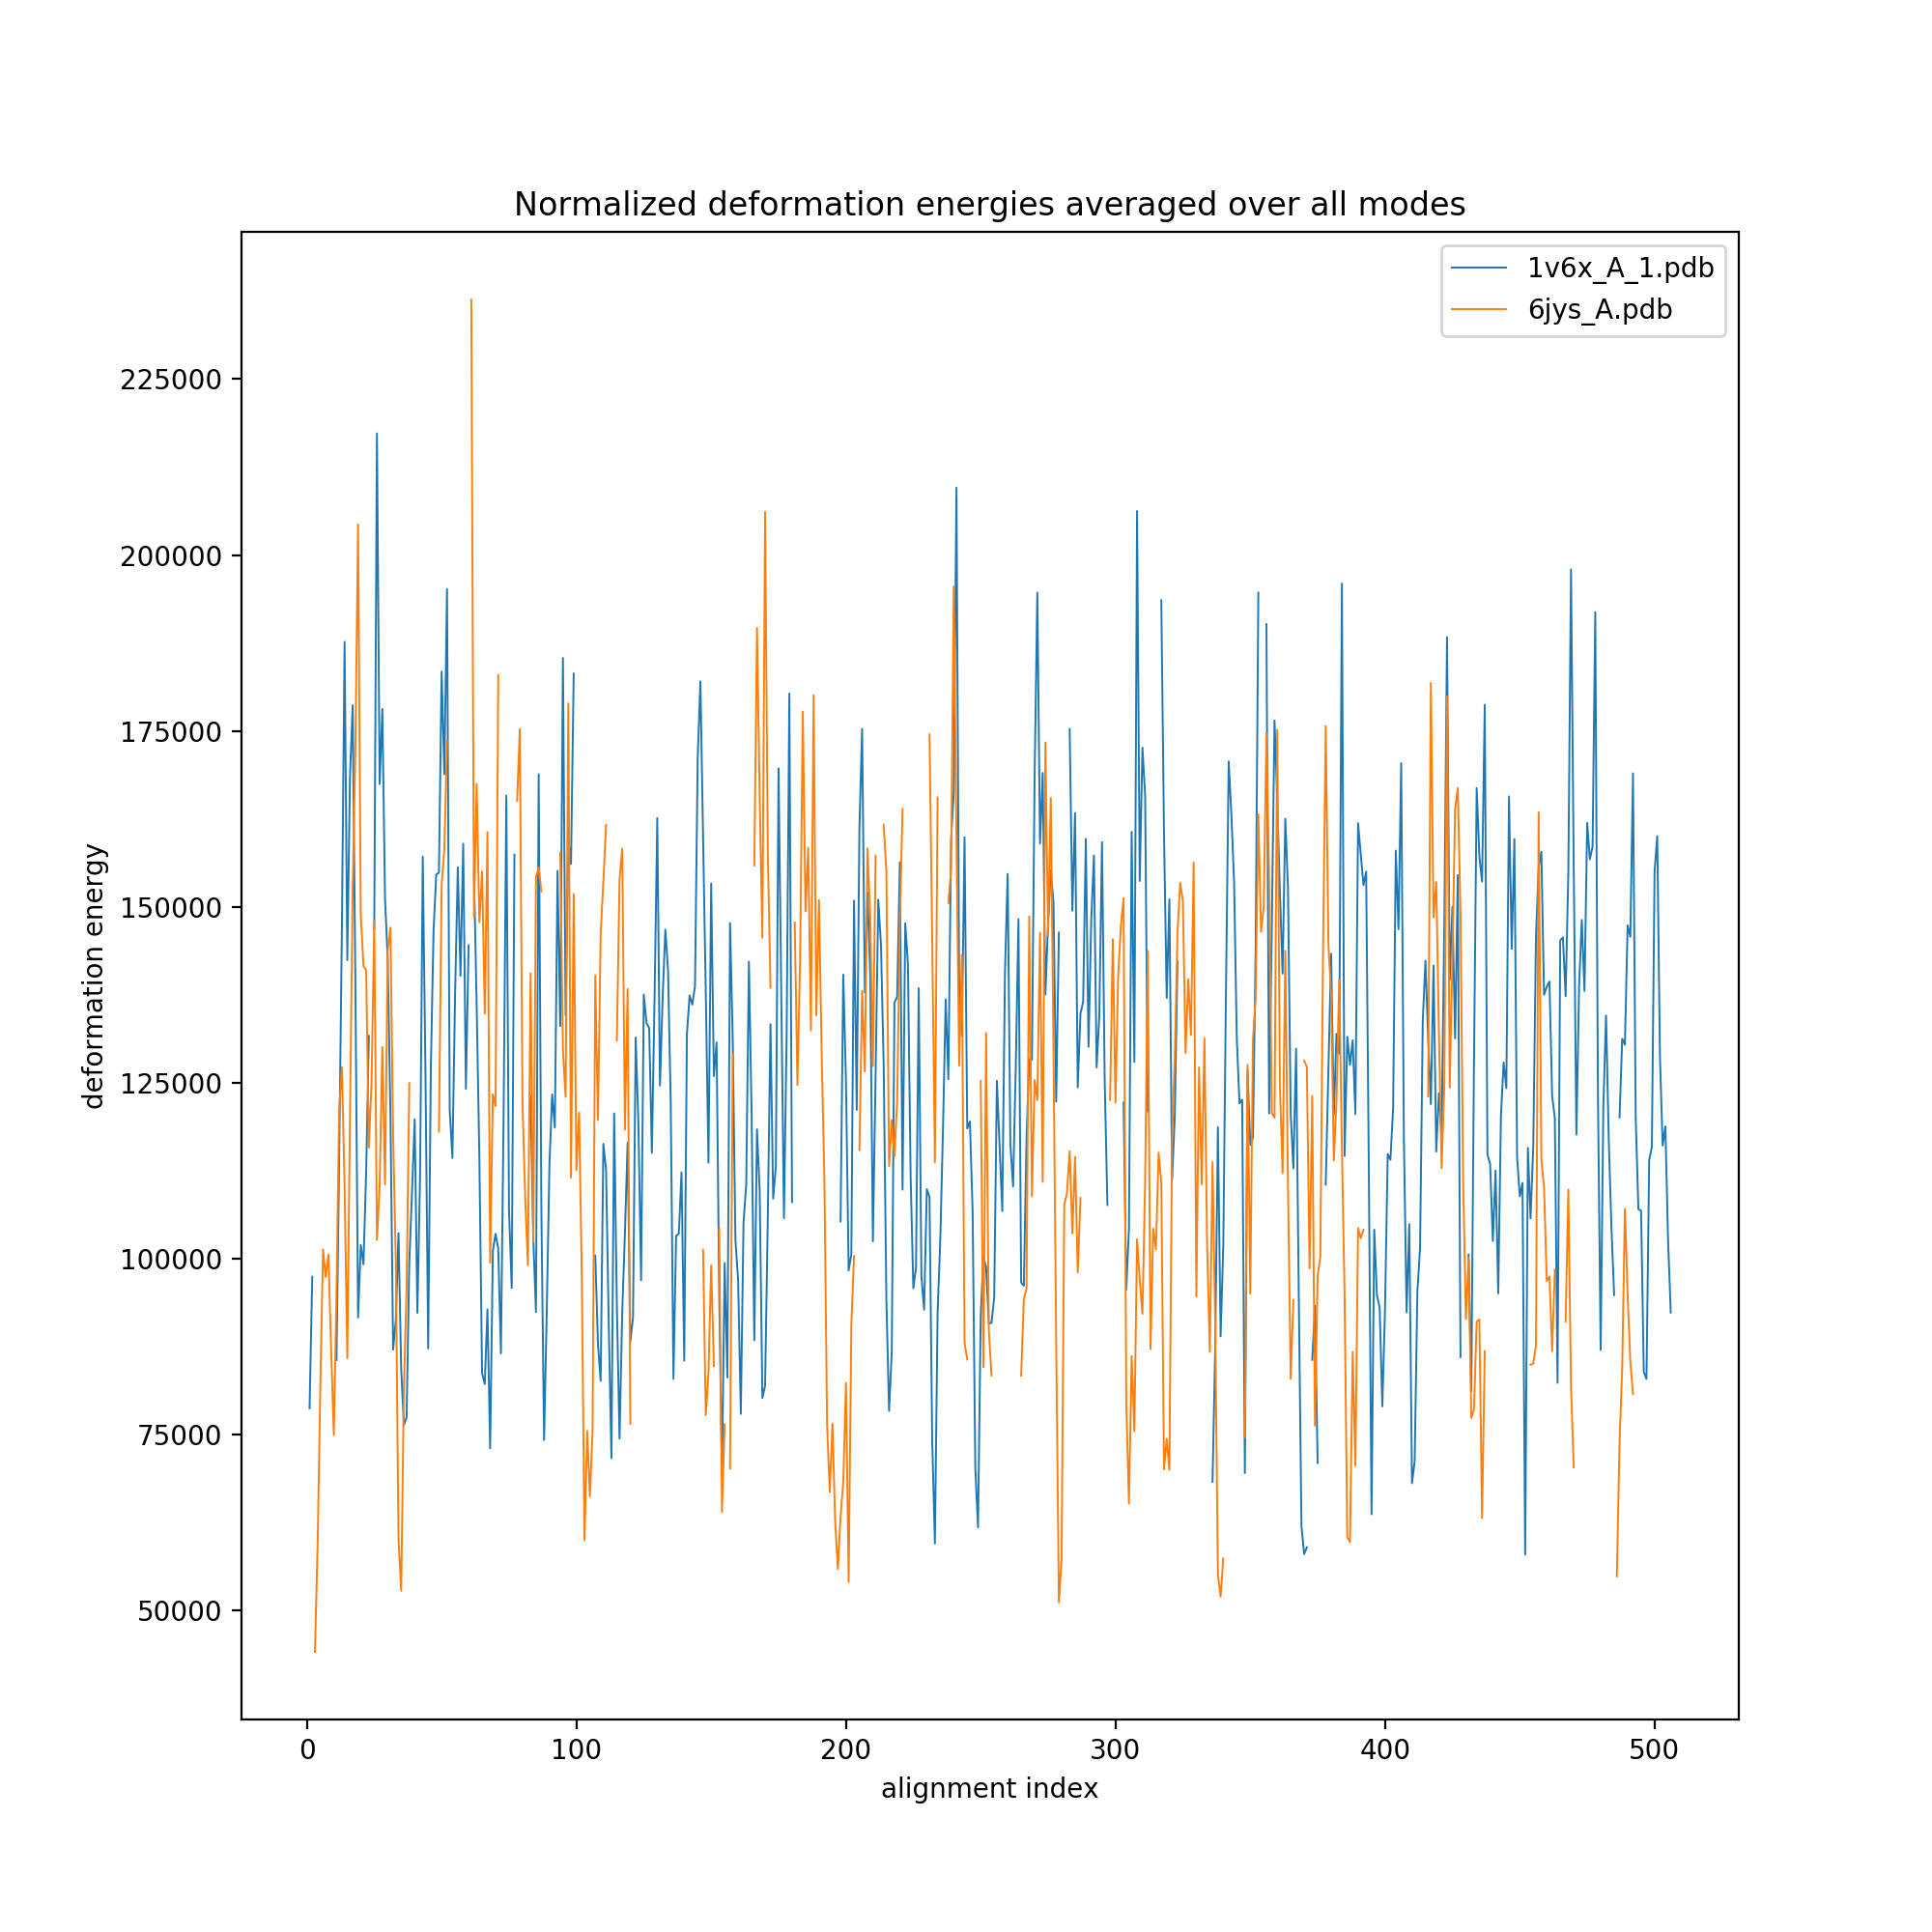 Normalized deformation energies averaged over all modes
1v6x_A_1.pdb
6jys_A.pdb
225000
200000
175000
150000
125000
100000
75000
50000
deformation energy
0 100 200 300 400 500
alignment index